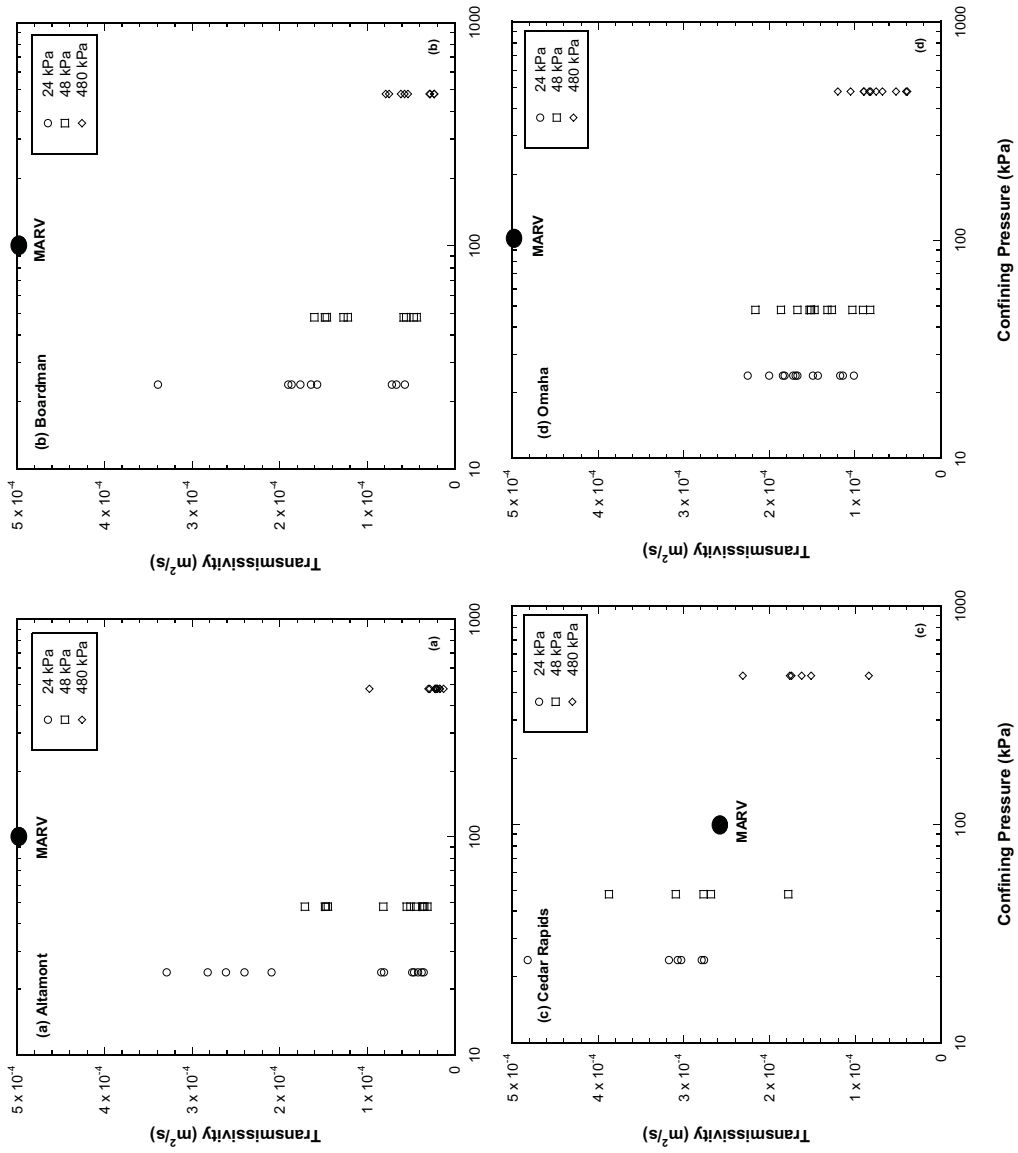 (a) Altamont
24 kPa
48 kPa
480 kPa
MARV
(a)
5 x 10-4
4 x 10-4
3 x 10-4
2 x 10-4
1 x 10-4
0
10
100
1000
Transmissivity (m2/s)
(b) Boardman
24 kPa
48 kPa
480 kPa
MARV
(b)
5 x 10-4
4 x 10-4
3 x 10-4
2 x 10-4
1 x 10-4
0
10
100
1000
Transmissivity (m2/s)
(c) Cedar Rapids
24 kPa
48 kPa
480 kPa
MARV
(c)
5 x 10-4
4 x 10-4
3 x 10-4
2 x 10-4
1 x 10-4
0
10
100
1000
Transmissivity (m2/s)
Confining Pressure (kPa)
(d) Omaha
24 kPa
48 kPa
480 kPa
MARV
(d)
5 x 10-4
4 x 10-4
3 x 10-4
2 x 10-4
1 x 10-4
0
10
100
1000
Transmissivity (m2/s)
Confining Pressure (kPa)